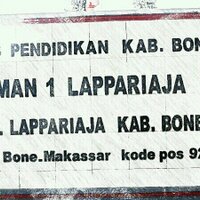 PENDIDIKAN KAB. BONE
MAN 1 LAPPARIAJA
LAPPARIAJA KAB. BONE
Bone.Makassar kode pos 92